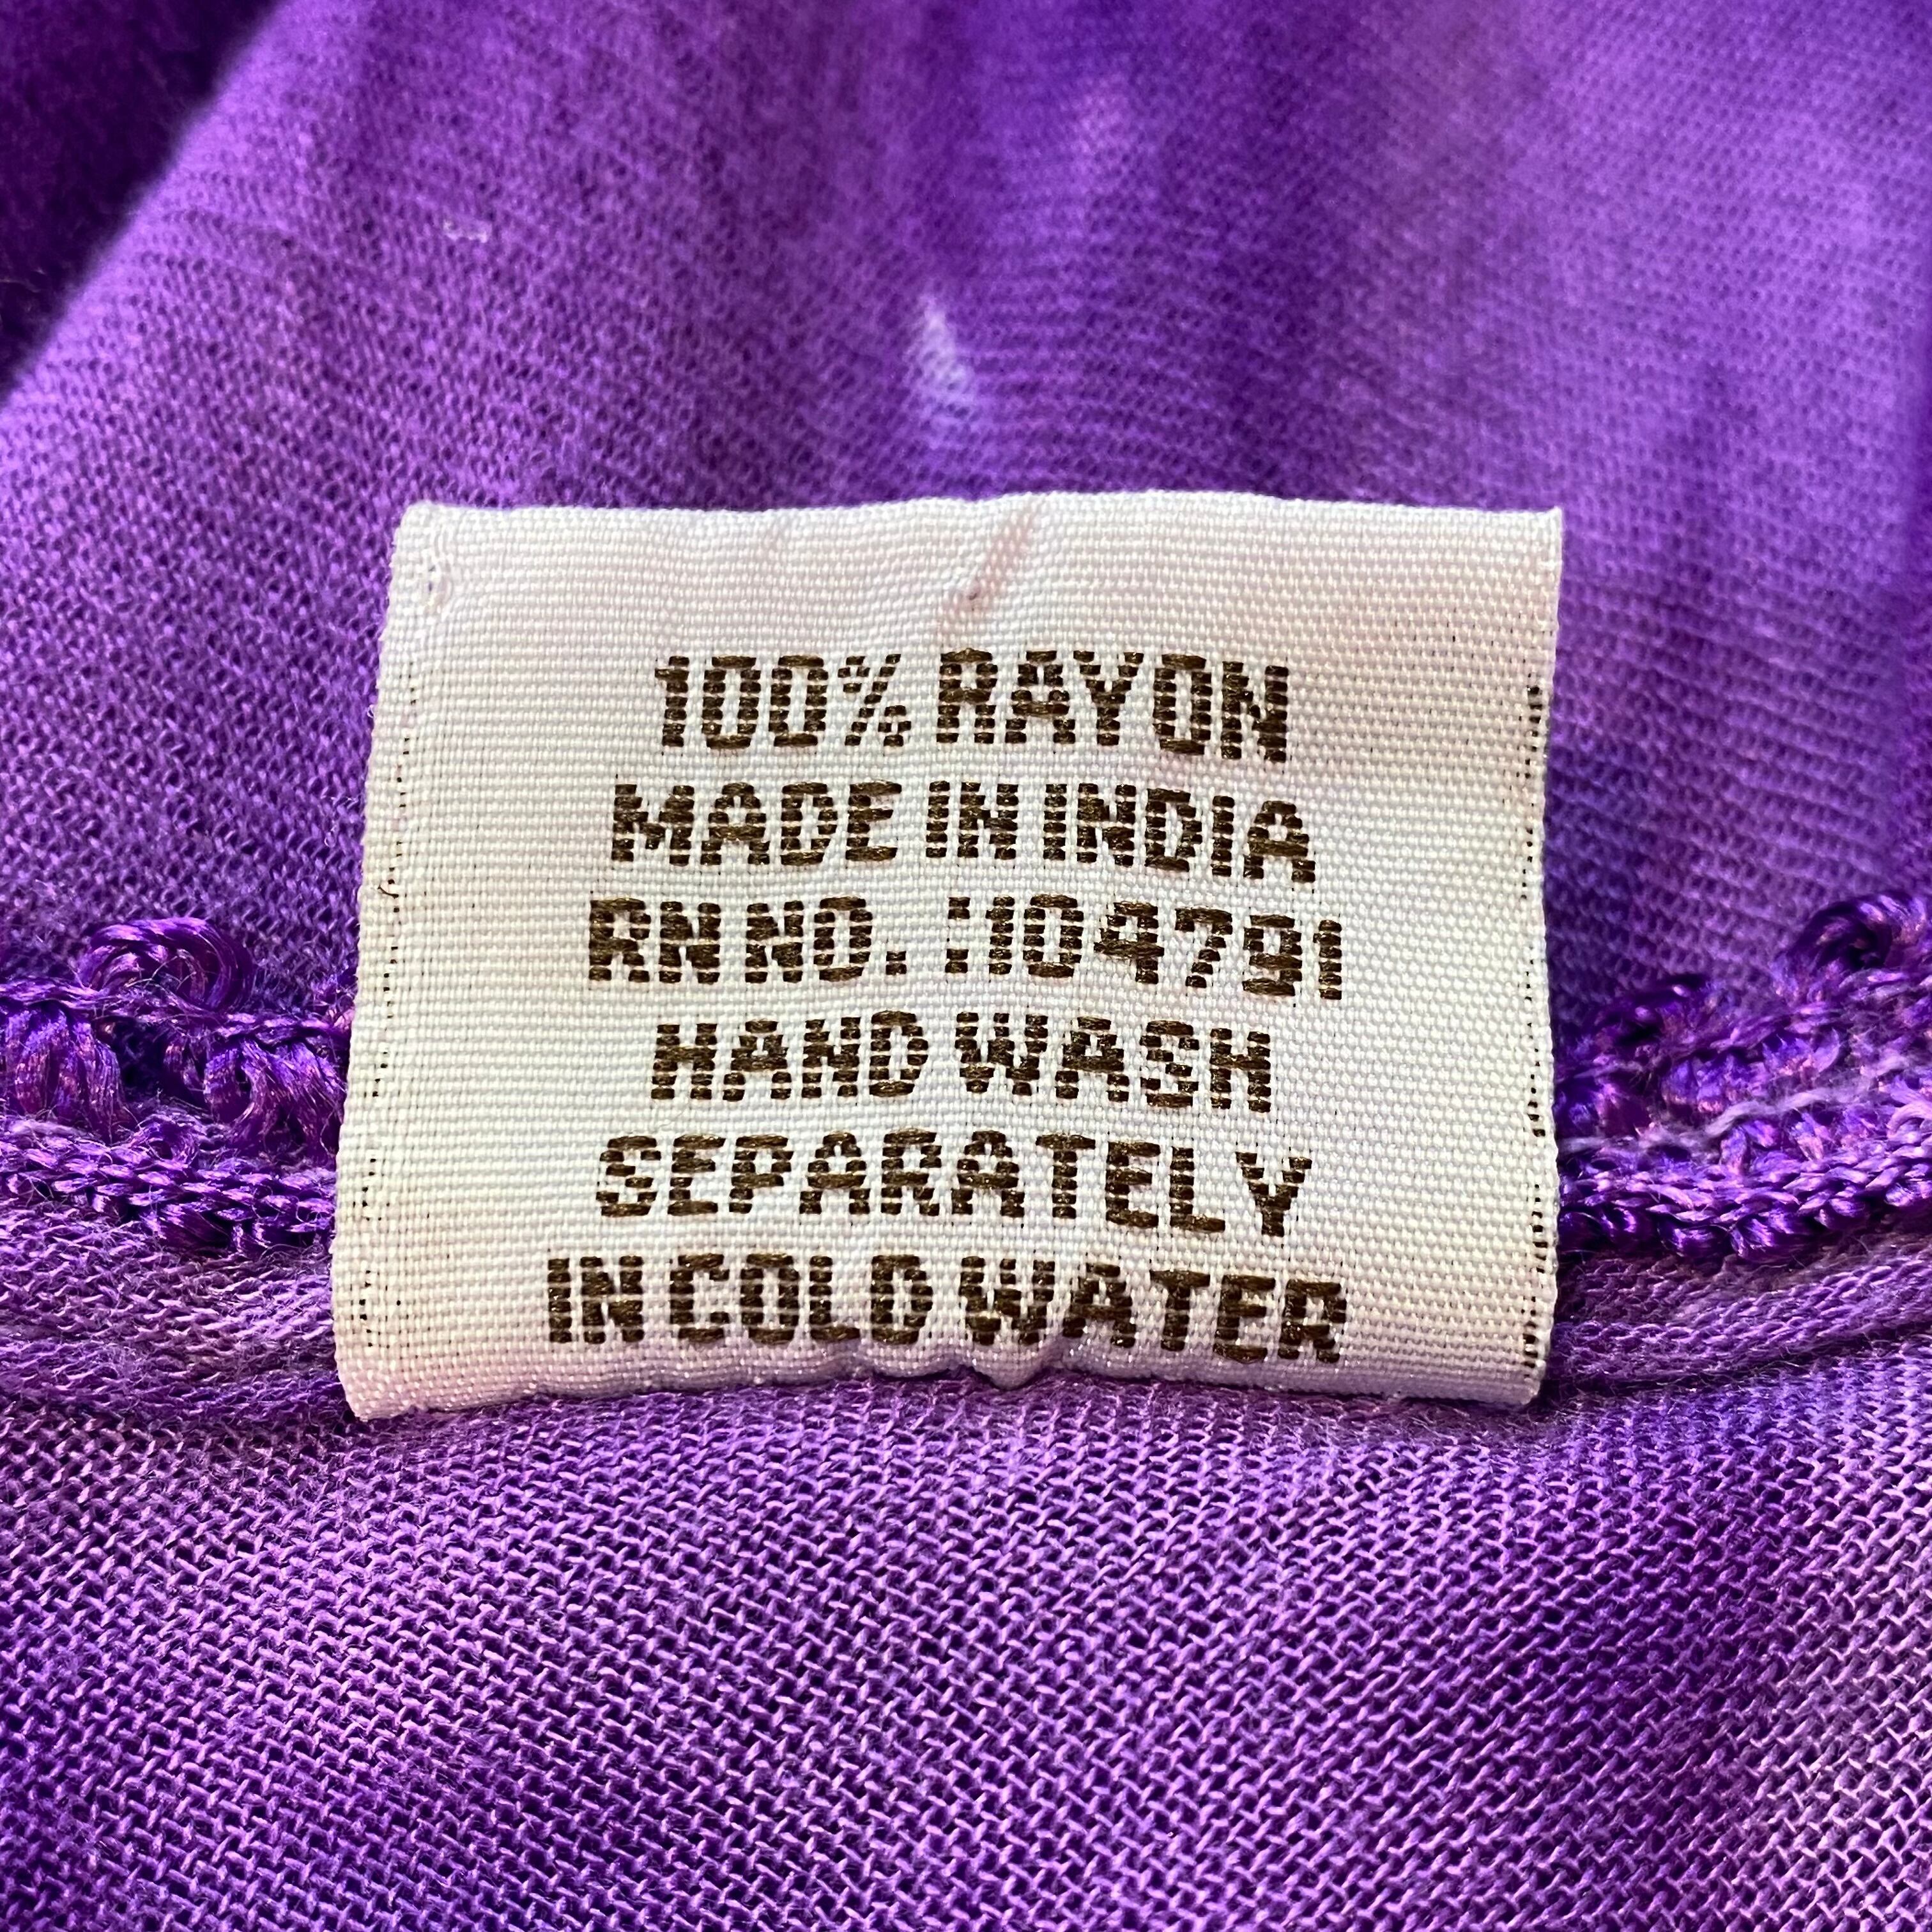 100% RAYON
MADE IN INDIA
RN NO. :104791
HAND WASH
SEPARATELY
IN COLD WATER